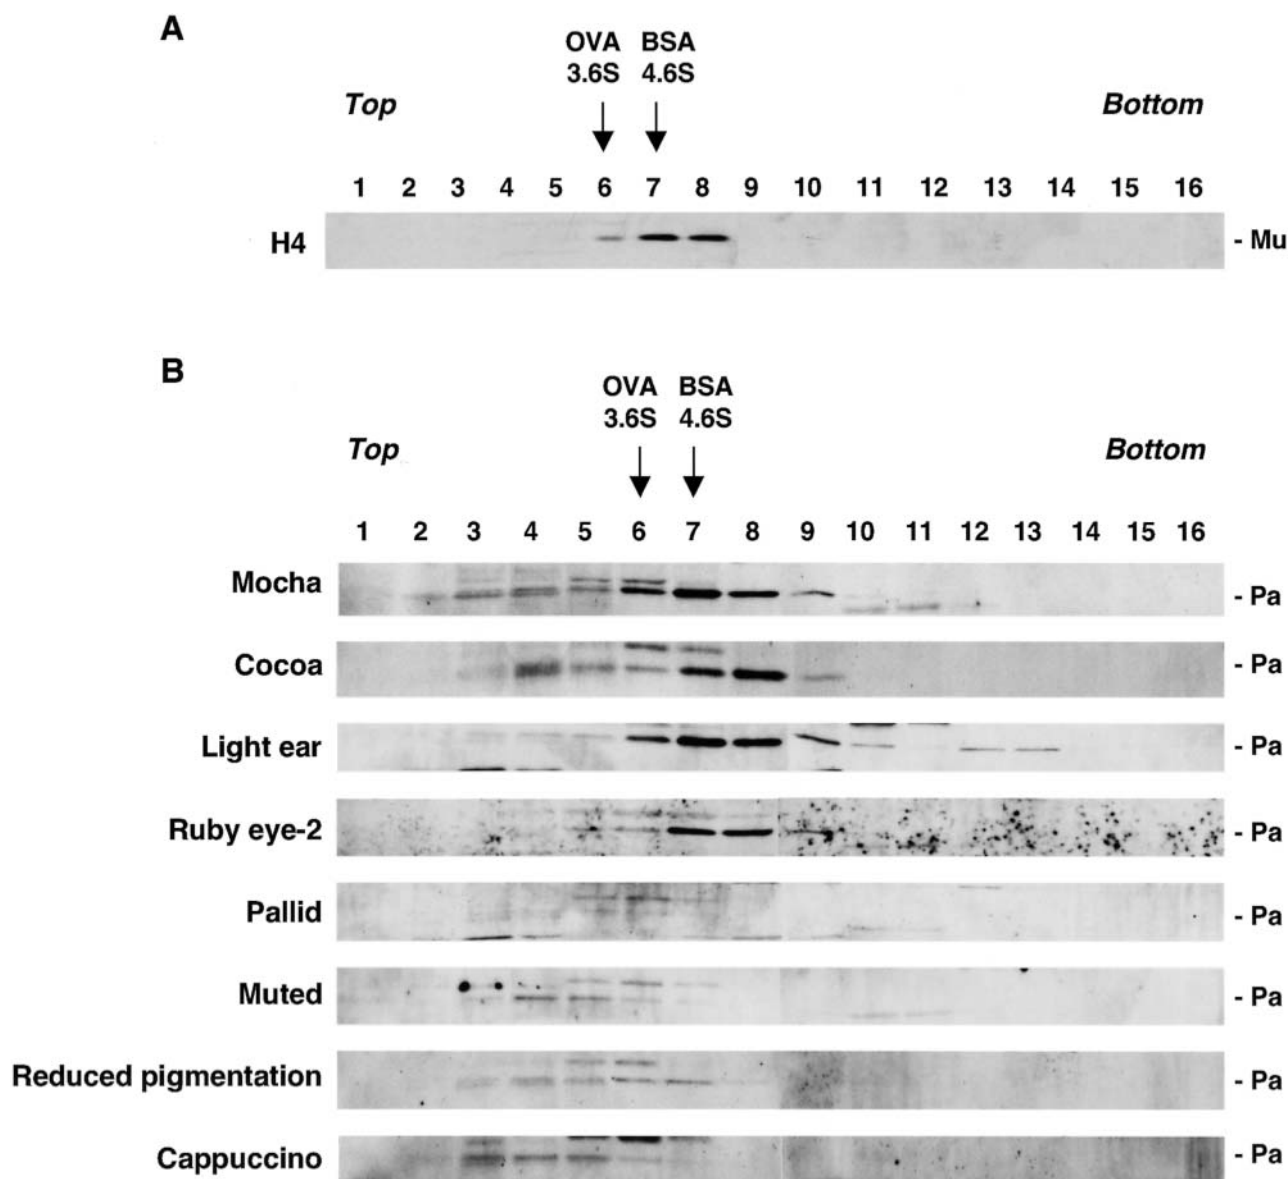 A
OVA BSA
3.6S 4.6S
Top Bottom
1 2 3 4 5 6 7 8 9 10 11 12 13 14 15 16
H4 - Mu
B
OVA BSA
3.6S 4.6S
Top Bottom
1 2 3 4 5 6 7 8 9 10 11 12 13 14 15 16
Mocha - Pa
Cocoa - Pa
Light ear - Pa
Ruby eye-2 - Pa
Pallid - Pa
Muted - Pa
Reduced pigmentation - Pa
Cappuccino - Pa